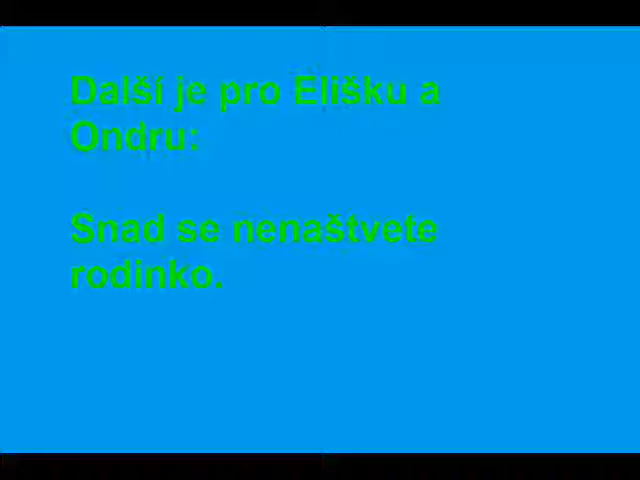 Další je pro Elišku a
Ondru:
Snad se nenaštvete
rodinko.